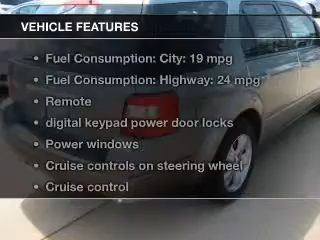 VEHICLE FEATURES
• Fuel Consumption: City: 19 mpg
• Fuel Consumption: Highway: 24 mpg
• Remote
• digital keypad power door locks
• Power windows
• Cruise controls on steering wheel
• Cruise control